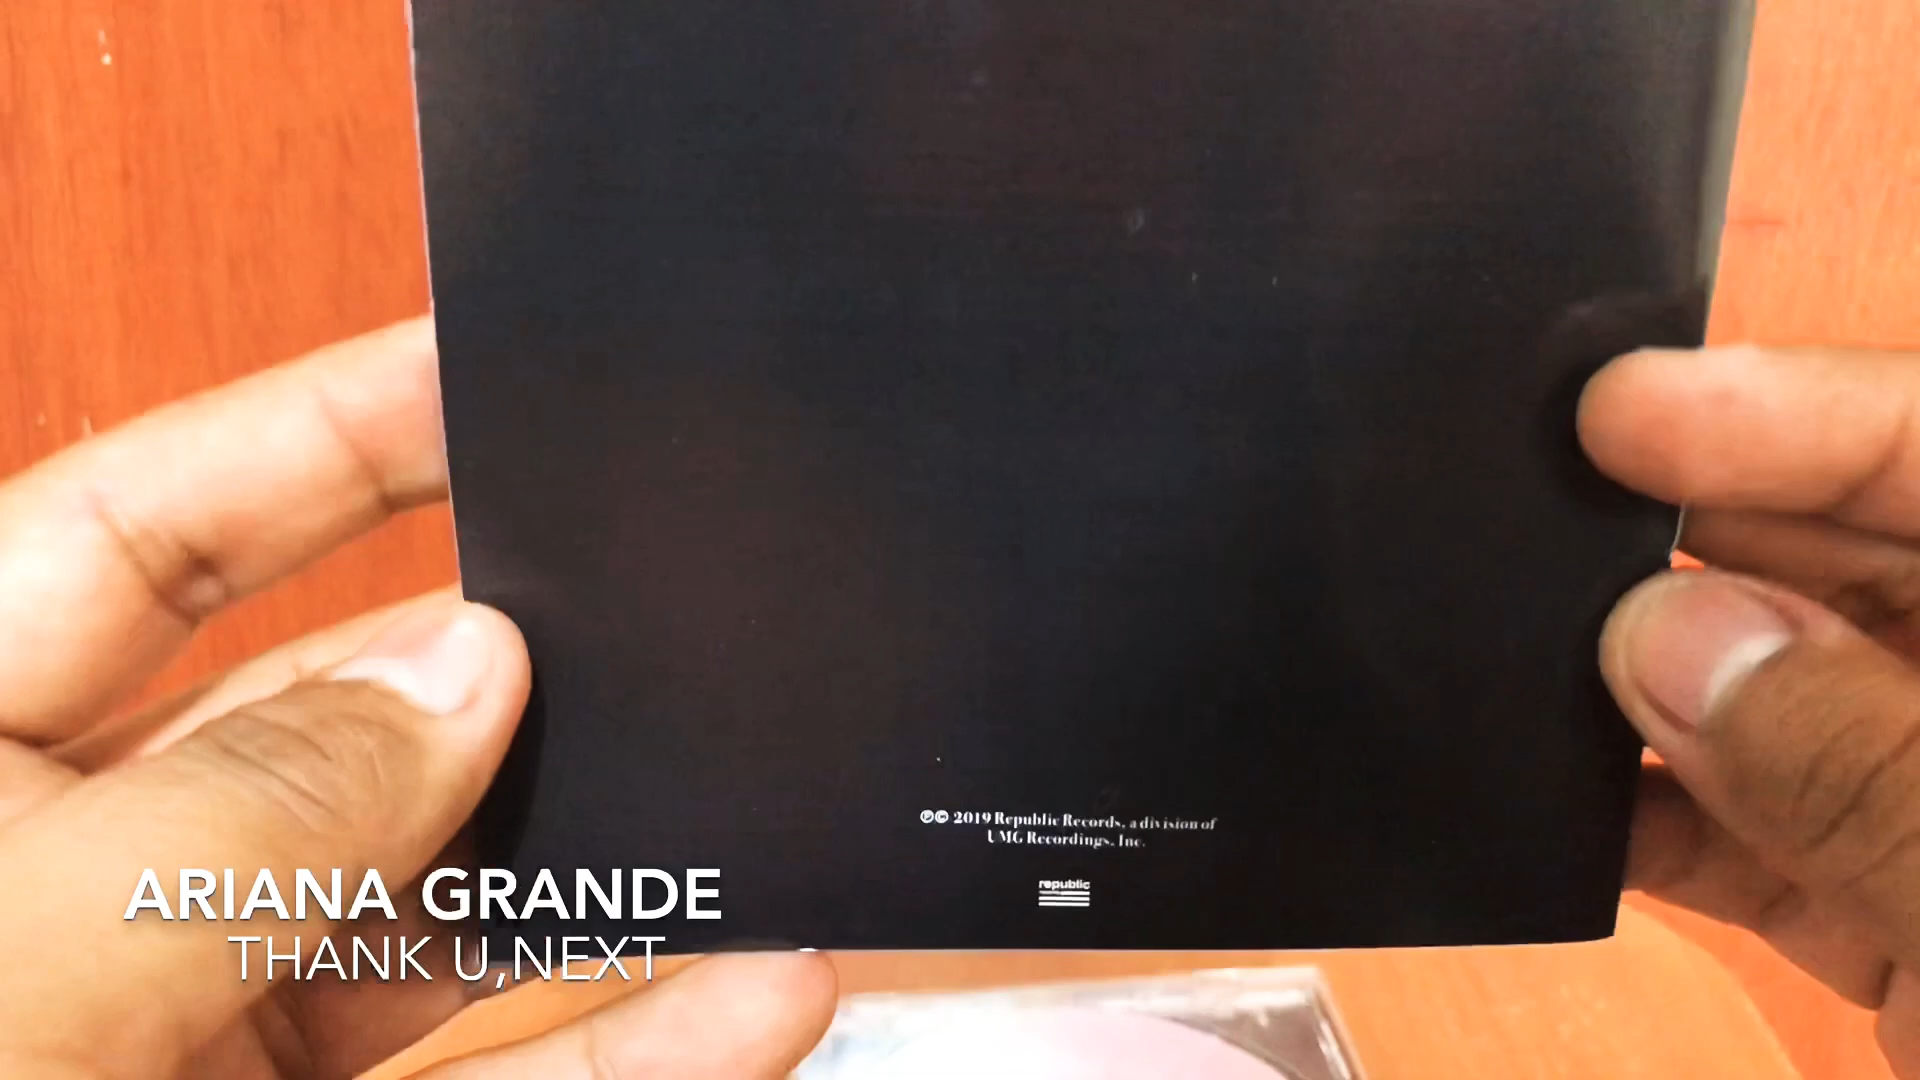 ℗© 2019 Republic Records, a division of
UMG Recordings, Inc.
republic
ARIANA GRANDE
THANK U,NEXT